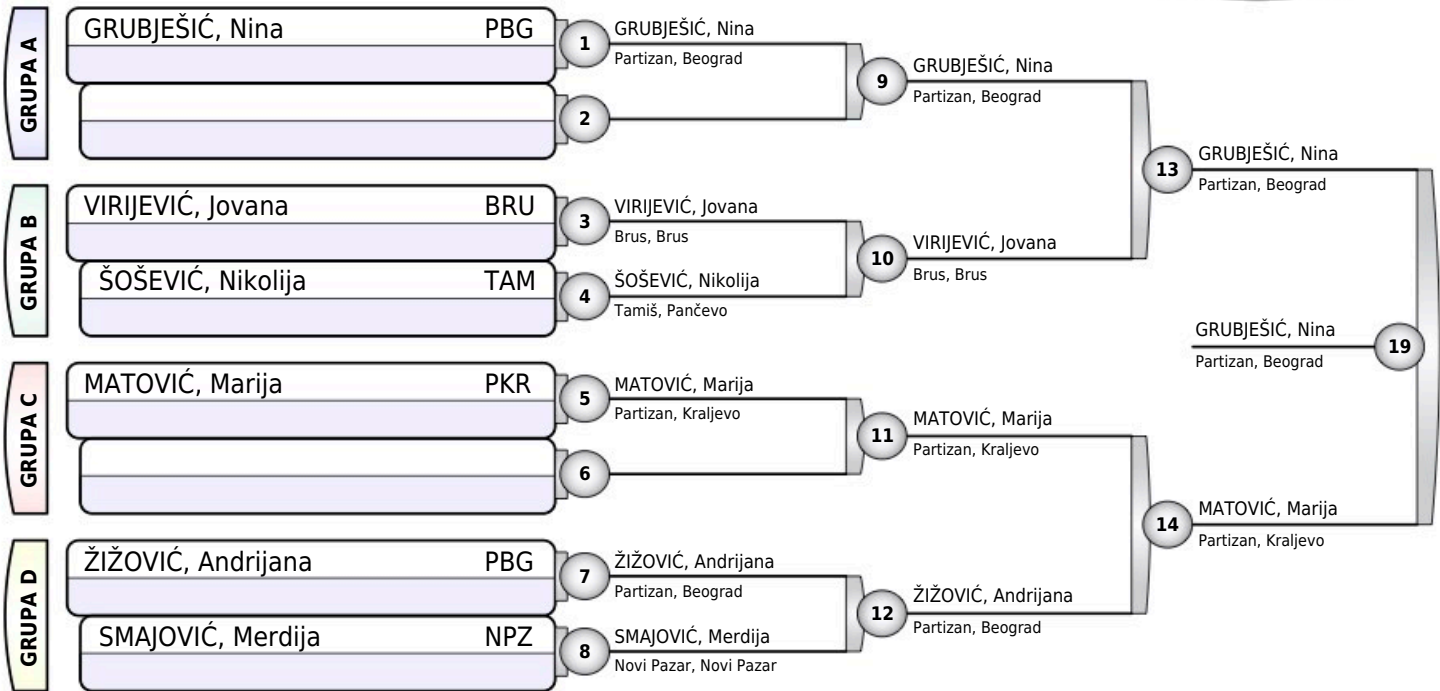 GRUPA A
GRUBJEŠIĆ, Nina PBG
1
2
GRUPA B
VIRIJEVIĆ, Jovana BRU
3
ŠOŠEVIĆ, Nikolija TAM
4
GRUPA C
MATOVIĆ, Marija PKR
5
6
GRUPA D
ŽIŽOVIĆ, Andrijana PBG
7
SMAJOVIĆ, Merdija NPZ
8
GRUBJEŠIĆ, Nina
Partizan, Beograd
VIRIJEVIĆ, Jovana
Brus, Brus
ŠOŠEVIĆ, Nikolija
Tamiš, Pančevo
MATOVIĆ, Marija
Partizan, Kraljevo
ŽIŽOVIĆ, Andrijana
Partizan, Beograd
SMAJOVIĆ, Merdija
Novi Pazar, Novi Pazar
9
GRUBJEŠIĆ, Nina
Partizan, Beograd
10
VIRIJEVIĆ, Jovana
Brus, Brus
11
MATOVIĆ, Marija
Partizan, Kraljevo
12
ŽIŽOVIĆ, Andrijana
Partizan, Beograd
13
GRUBJEŠIĆ, Nina
Partizan, Beograd
14
MATOVIĆ, Marija
Partizan, Kraljevo
GRUBJEŠIĆ, Nina
Partizan, Beograd
19